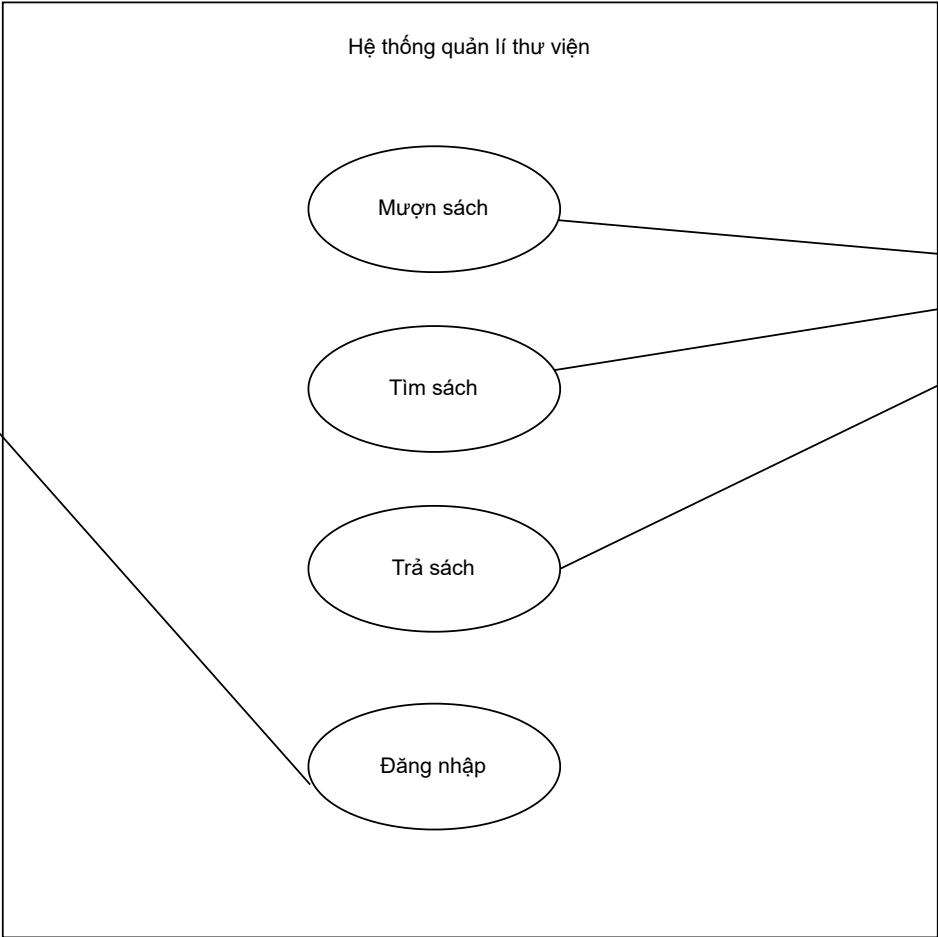 Hệ thống quản lí thư viện
Mượn sách
Tìm sách
Trả sách
Đăng nhập